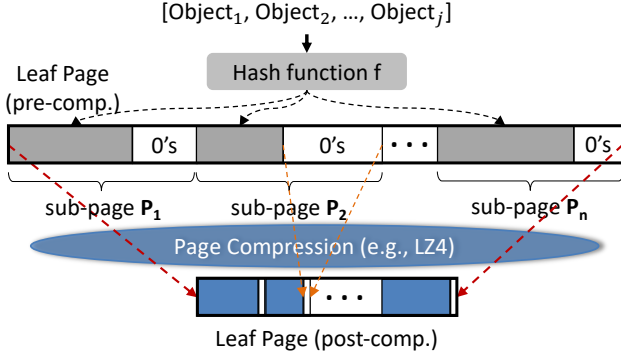 [Object₁, Object₂, …, Objectⱼ]
Hash function f
Leaf Page
(pre-comp.)
0's 0's • • • 0's
sub-page P₁ sub-page P₂ sub-page Pₙ
Page Compression (e.g., LZ4)
• • •
Leaf Page (post-comp.)